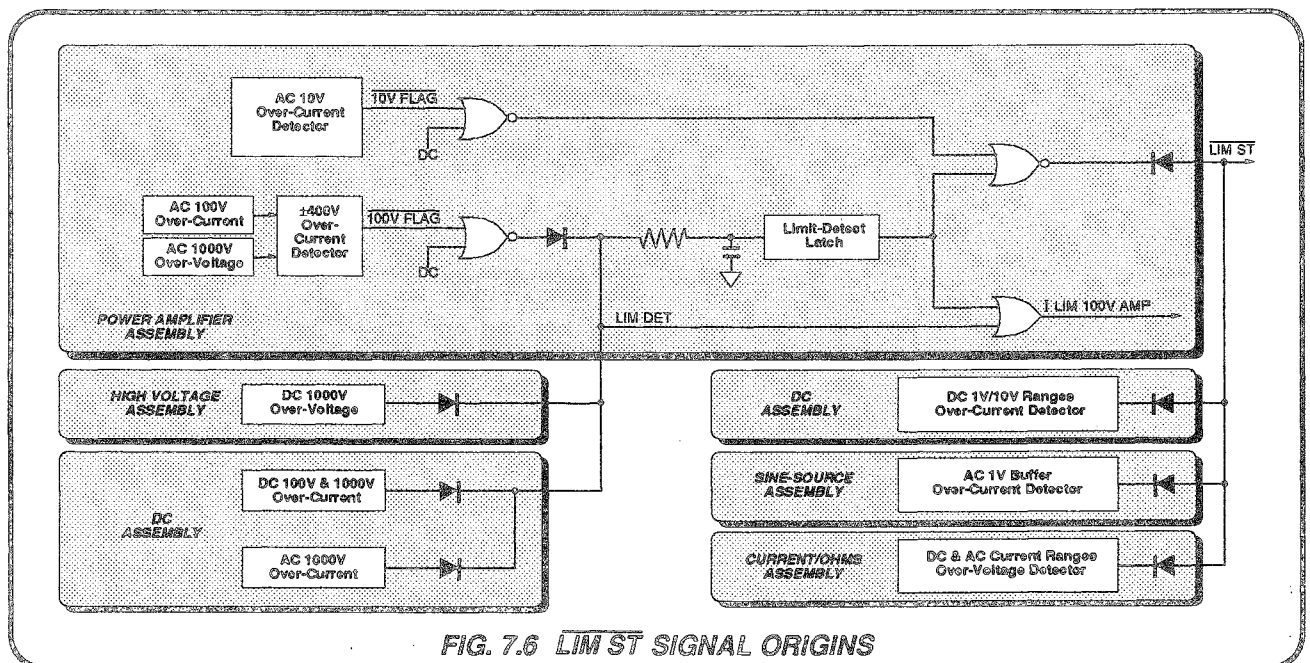 AC 10V
Over-Current
Detector
10V FLAG
DC
LIM ST
AC 100V
Over-Current
AC 1000V
Over-Voltage
±400V
Over-
Current
Detector
100V FLAG
DC
Limit-Detect
Latch
I LIM 100V AMP
LIM DET
POWER AMPLIFIER
ASSEMBLY
HIGH VOLTAGE
ASSEMBLY
DC 1000V
Over-Voltage
DC
ASSEMBLY
DC 1V/10V Ranges
Over-Current Detector
DC
ASSEMBLY
DC 100V & 1000V
Over-Current
AC 1000V
Over-Current
SINE-SOURCE
ASSEMBLY
AC 1V Buffer
Over-Current Detector
CURRENT/OHMS
ASSEMBLY
DC & AC Current Ranges
Over-Voltage Detector
FIG. 7.6 LIM ST SIGNAL ORIGINS